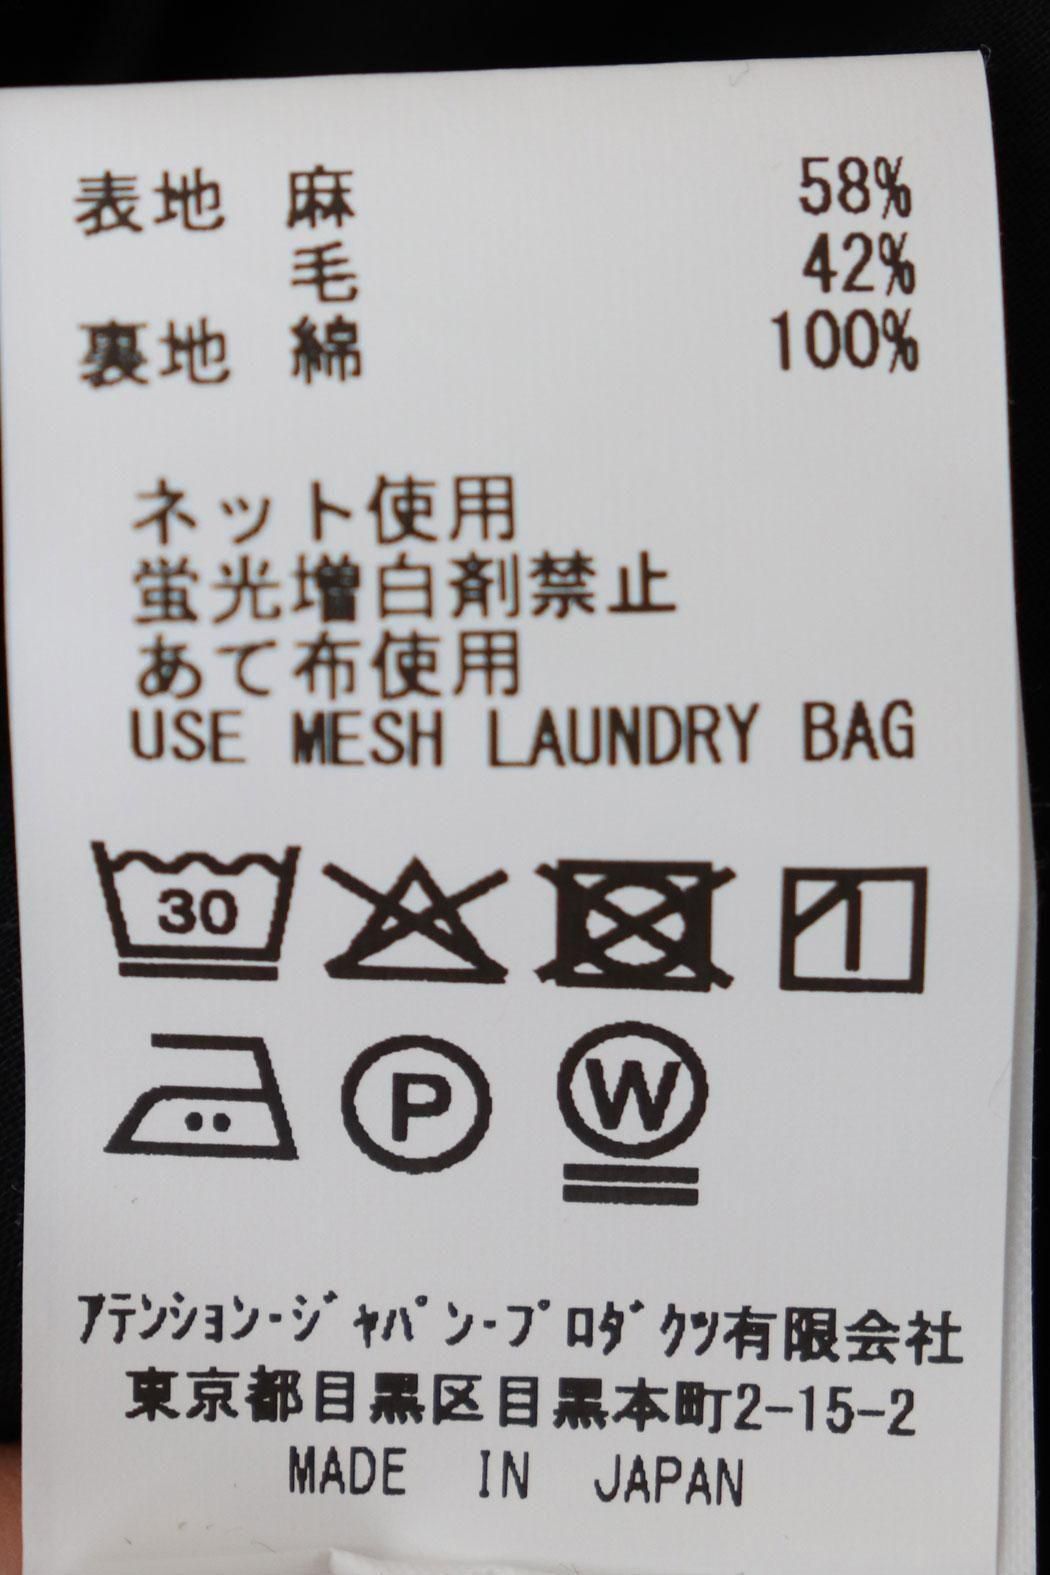 表地 麻 58%
毛 42%
裏地 綿 100%
ネット使用
蛍光増白剤禁止
あて布使用
USE MESH LAUNDRY BAG
30
P
W
ｱﾃﾝｼｮﾝ-ｼﾞｬﾊﾟﾝ-ﾌﾟﾛﾀﾞｸﾂ有限会社
東京都目黒区目黒本町2-15-2
MADE IN JAPAN